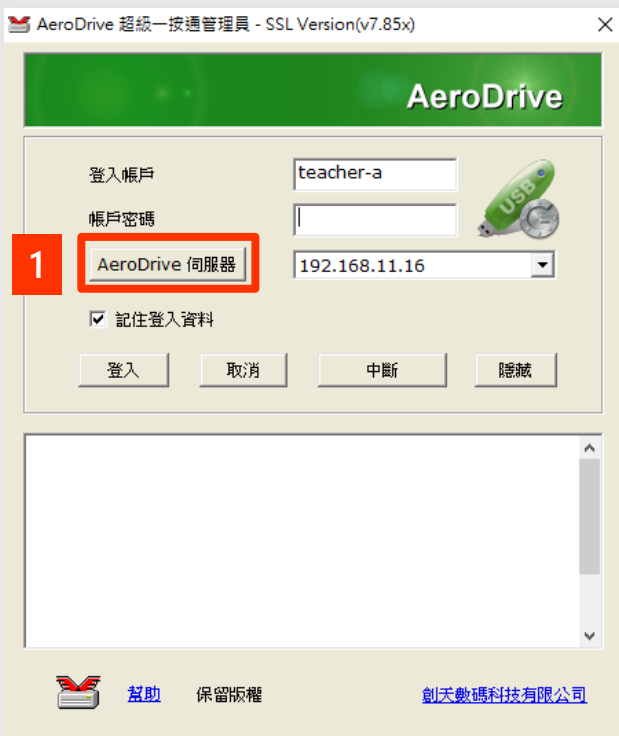 AeroDrive 超級一按通管理員 - SSL Version(v7.85x)
AeroDrive
登入帳戶 teacher-a
USB
帳戶密碼
1 AeroDrive 伺服器 192.168.11.16
記住登入資料
登入 取消 中斷 隱藏
幫助 保留版權 創天數碼科技有限公司